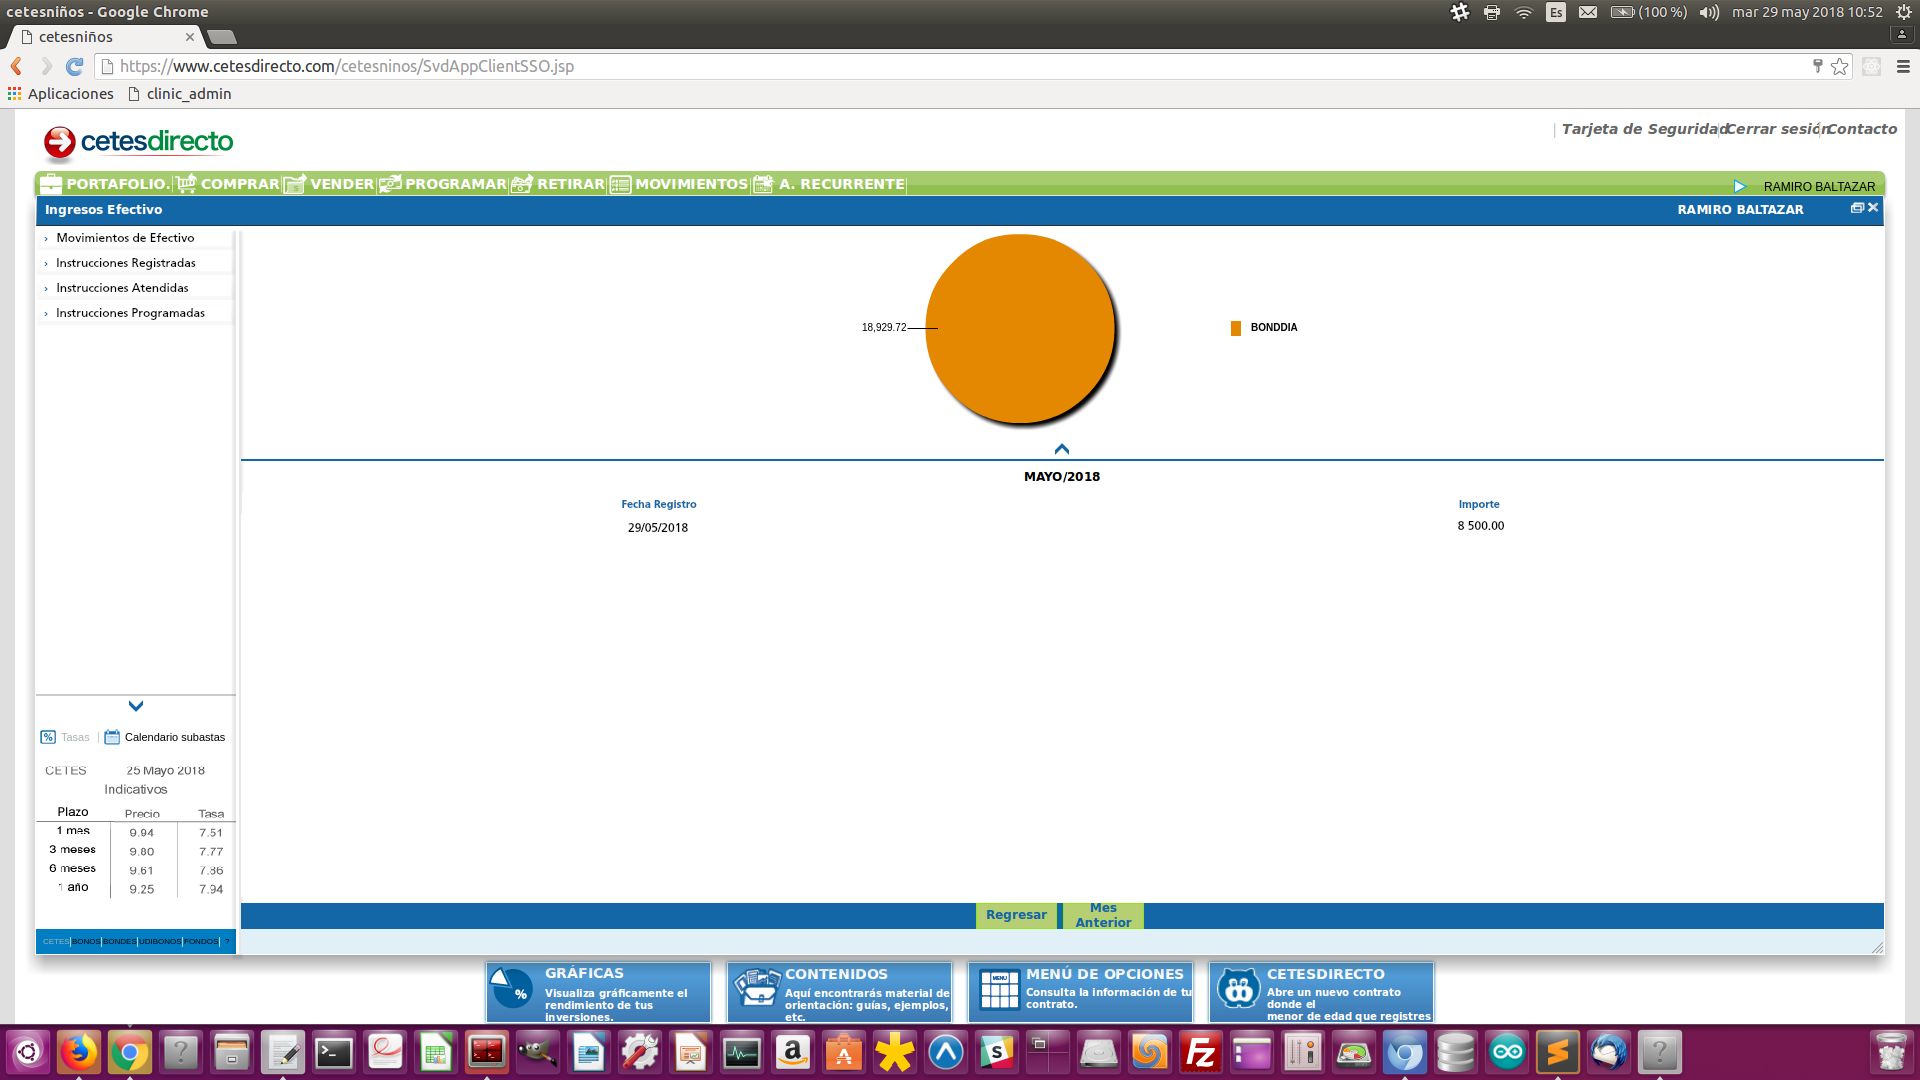 cetesniños - Google Chrome
Es
(100 %)
mar 29 may 2018 10:52
cetesniños
https://www.cetesdirecto.com/cetesninos/SvdAppClientSSO.jsp
Aplicaciones
clinic_admin
cetesdirecto
Tarjeta de Seguridad
Cerrar sesión
Contacto
PORTAFOLIO.
COMPRAR
VENDER
PROGRAMAR
RETIRAR
MOVIMIENTOS
A. RECURRENTE
RAMIRO BALTAZAR
Ingresos Efectivo
RAMIRO BALTAZAR
Movimientos de Efectivo
Instrucciones Registradas
Instrucciones Atendidas
Instrucciones Programadas
18,929.72
BONDDIA
MAYO/2018
Fecha Registro Importe
29/05/2018 8 500.00
Tasas
Calendario subastas
CETES 25 Mayo 2018
Indicativos
Plazo Precio Tasa
1 mes 9.94 7.51
3 meses 9.80 7.77
6 meses 9.61 7.86
1 año 9.25 7.94
CETES BONOS BONDES UDIBONOS FONDOS ?
Regresar
Mes
Anterior
GRÁFICAS
Visualiza gráficamente el
rendimiento de tus
inversiones.
CONTENIDOS
Aquí encontrarás material de
orientación: guías, ejemplos,
etc.
MENU
MENÚ DE OPCIONES
Consulta la información de tu
contrato.
CETESDIRECTO
Abre un nuevo contrato
donde el
menor de edad que registres